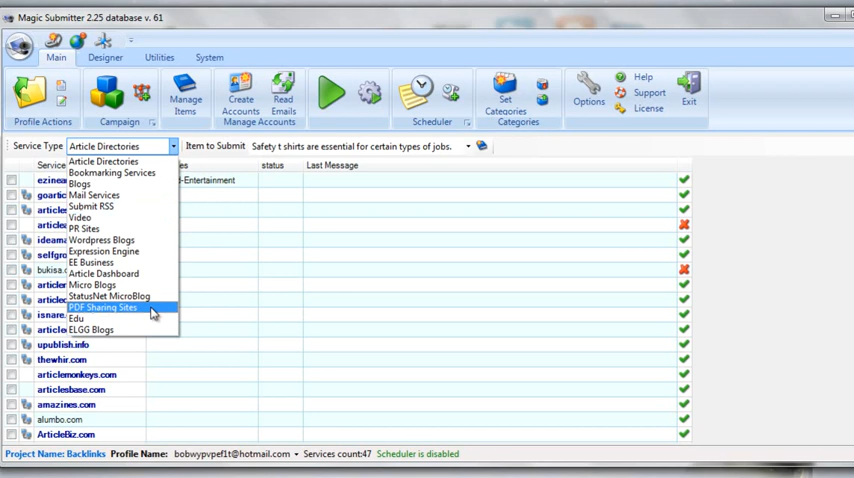 Magic Submitter 2.25 database v. 61
Main Designer Utilities System
Manage Items
Create Accounts
Read Emails
Set Categories
Options
Help
Support
License
Exit
Profile Actions Campaign Manage Accounts Scheduler Categories
Service Type Article Directories Item to Submit Safety t shirts are essential for certain types of jobs.
Service status Last Message
Article Directories
Bookmarking Services
Blogs
Mail Services
Submit RSS
Video
PR Sites
Wordpress Blogs
Expression Engine
EE Business
Article Dashboard
Micro Blogs
StatusNet MicroBlog
PDF Sharing Sites
Edu
ELGG Blogs
d-Entertainment
upublish.info
thewhir.com
articlemonkeys.com
articlesbase.com
amazines.com
alumbo.com
ArticleBiz.com
Project Name: Backlinks Profile Name: bobwypvpef1t@hotmail.com Services count:47 Scheduler is disabled